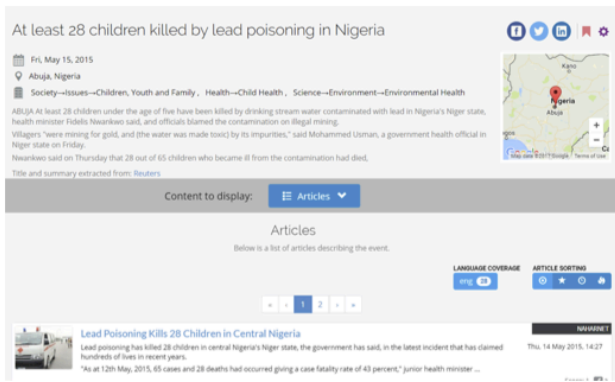 At least 28 children killed by lead poisoning in Nigeria
Fri, May 15, 2015
Abuja, Nigeria
Society→Issues→Children, Youth and Family , Health→Child Health , Science→Environment→Environmental Health
ABUJA At least 28 children under the age of five have been killed by drinking stream water contaminated with lead in Nigeria's Niger state,
health minister Fidelis Nwankwo said, and officials blamed the contamination on illegal mining.
Villagers "were mining for gold, and (the water was made toxic) by its impurities," said Mohammed Usman, a government health official in
Niger state on Friday.
Nwankwo said on Thursday that 28 out of 65 children who became ill from the contamination had died,
Title and summary extracted from: Reuters
Kano
Nigeria
Abuja
+
−
Map data ©2017 Google Terms of Use
Content to display: Articles
Articles
Below is a list of articles describing the event.
LANGUAGE COVERAGE ARTICLE SORTING
eng 28
« ‹ 1 2 › »
NAHARNET
Lead Poisoning Kills 28 Children in Central Nigeria
Thu, 14 May 2015, 14:27
Lead poisoning has killed 28 children in central Nigeria's Niger state, the government has said, in the latest incident that has claimed
hundreds of lives in recent years.
"As at 12th May, 2015, 65 cases and 28 deaths had occurred giving a case fatality rate of 43 percent," junior health minister ...